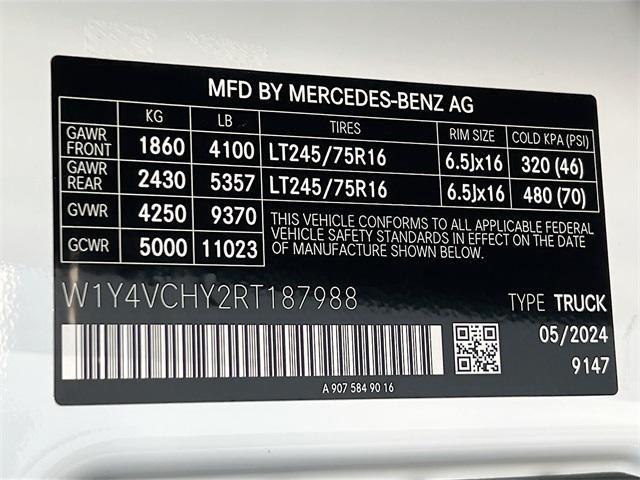 MFD BY MERCEDES-BENZ AG
KG LB TIRES RIM SIZE COLD KPA (PSI)
GAWR FRONT 1860 4100 LT245/75R16 6.5Jx16 320 (46)
GAWR REAR 2430 5357 LT245/75R16 6.5Jx16 480 (70)
GVWR 4250 9370
GCWR 5000 11023
THIS VEHICLE CONFORMS TO ALL APPLICABLE FEDERAL
VEHICLE SAFETY STANDARDS IN EFFECT ON THE DATE
OF MANUFACTURE SHOWN BELOW.
W1Y4VCHY2RT187988 TYPE TRUCK
05/2024
9147
A 907 584 90 16